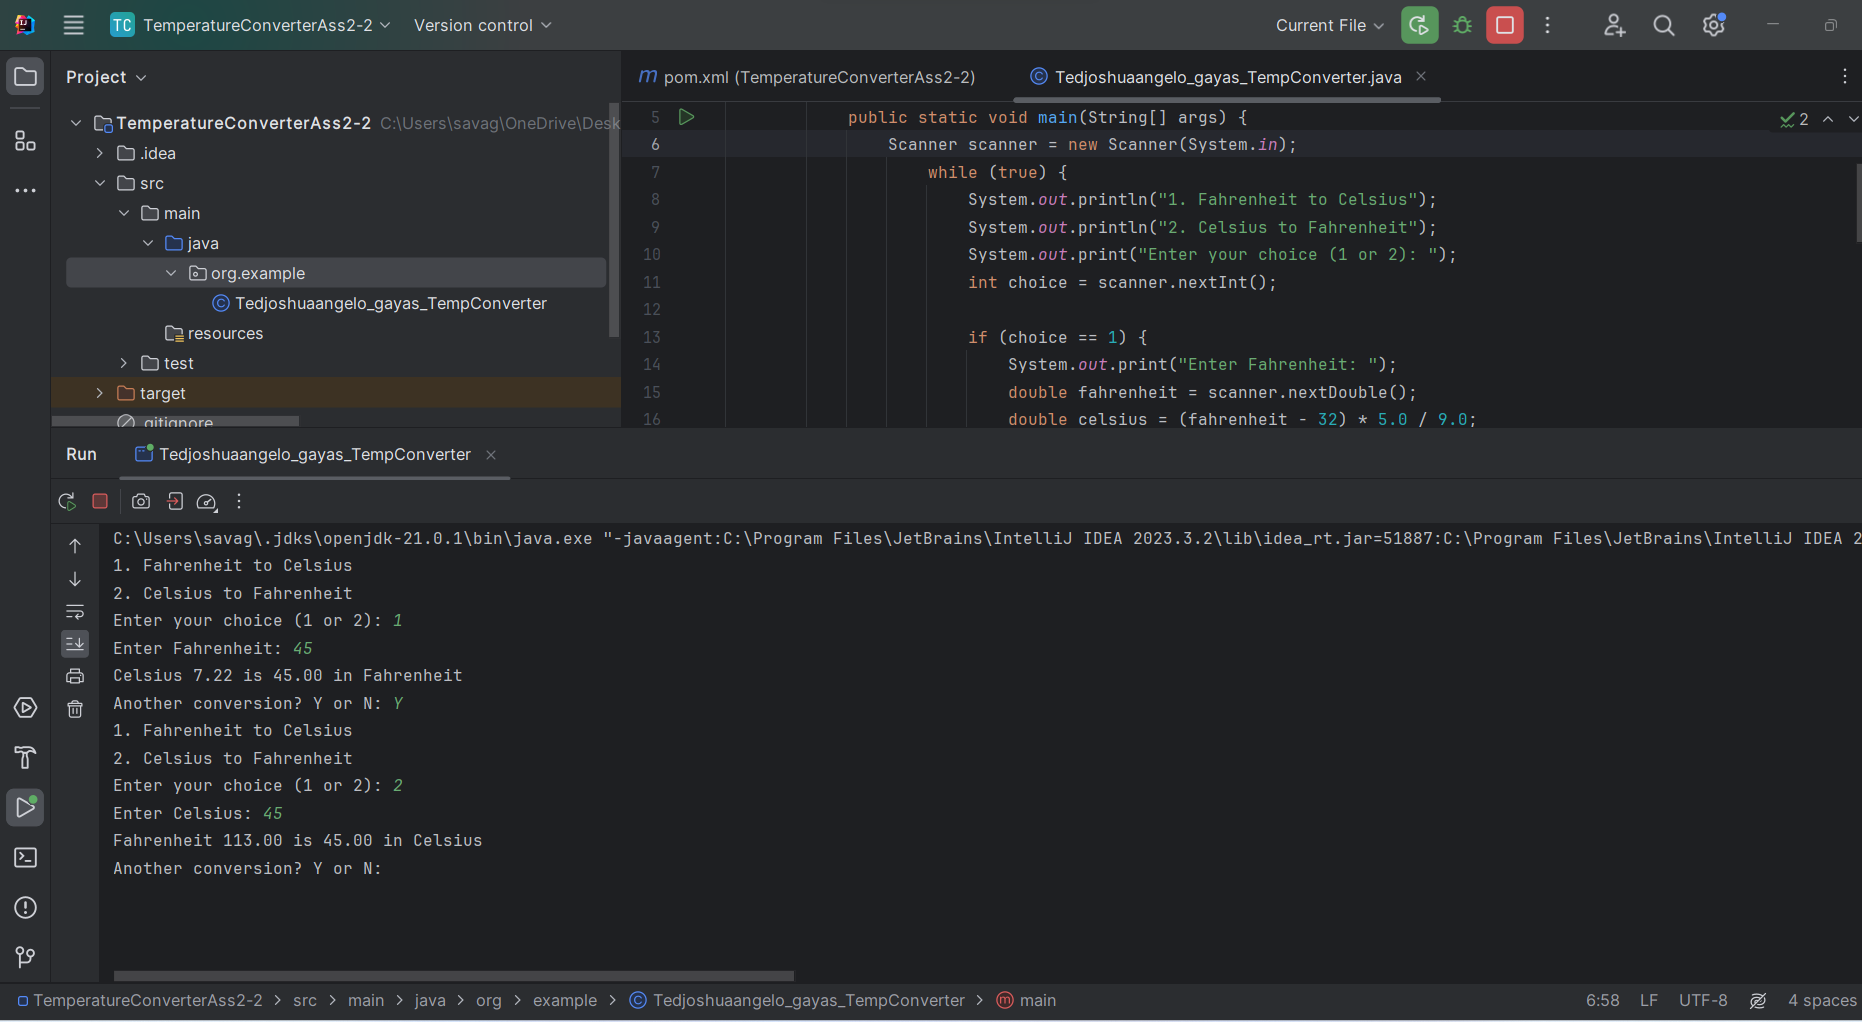 TC TemperatureConverterAss2-2 Version control Current File
Project
TemperatureConverterAss2-2 C:\Users\savag\OneDrive\Desk
.idea
src
main
java
org.example
Tedjoshuaangelo_gayas_TempConverter
resources
test
target
.gitignore
m pom.xml (TemperatureConverterAss2-2) Tedjoshuaangelo_gayas_TempConverter.java
2
5 public static void main(String[] args) {
6 Scanner scanner = new Scanner(System.in);
7 while (true) {
8 System.out.println("1. Fahrenheit to Celsius");
9 System.out.println("2. Celsius to Fahrenheit");
10 System.out.print("Enter your choice (1 or 2): ");
11 int choice = scanner.nextInt();
12
13 if (choice == 1) {
14 System.out.print("Enter Fahrenheit: ");
15 double fahrenheit = scanner.nextDouble();
16 double celsius = (fahrenheit - 32) * 5.0 / 9.0;
Run Tedjoshuaangelo_gayas_TempConverter
C:\Users\savag\.jdks\openjdk-21.0.1\bin\java.exe "-javaagent:C:\Program Files\JetBrains\IntelliJ IDEA 2023.3.2\lib\idea_rt.jar=51887:C:\Program Files\JetBrains\IntelliJ IDEA 2
1. Fahrenheit to Celsius
2. Celsius to Fahrenheit
Enter your choice (1 or 2): 1
Enter Fahrenheit: 45
Celsius 7.22 is 45.00 in Fahrenheit
Another conversion? Y or N: Y
1. Fahrenheit to Celsius
2. Celsius to Fahrenheit
Enter your choice (1 or 2): 2
Enter Celsius: 45
Fahrenheit 113.00 is 45.00 in Celsius
Another conversion? Y or N:
TemperatureConverterAss2-2 > src > main > java > org > example > Tedjoshuaangelo_gayas_TempConverter > main 6:58 LF UTF-8 4 spaces